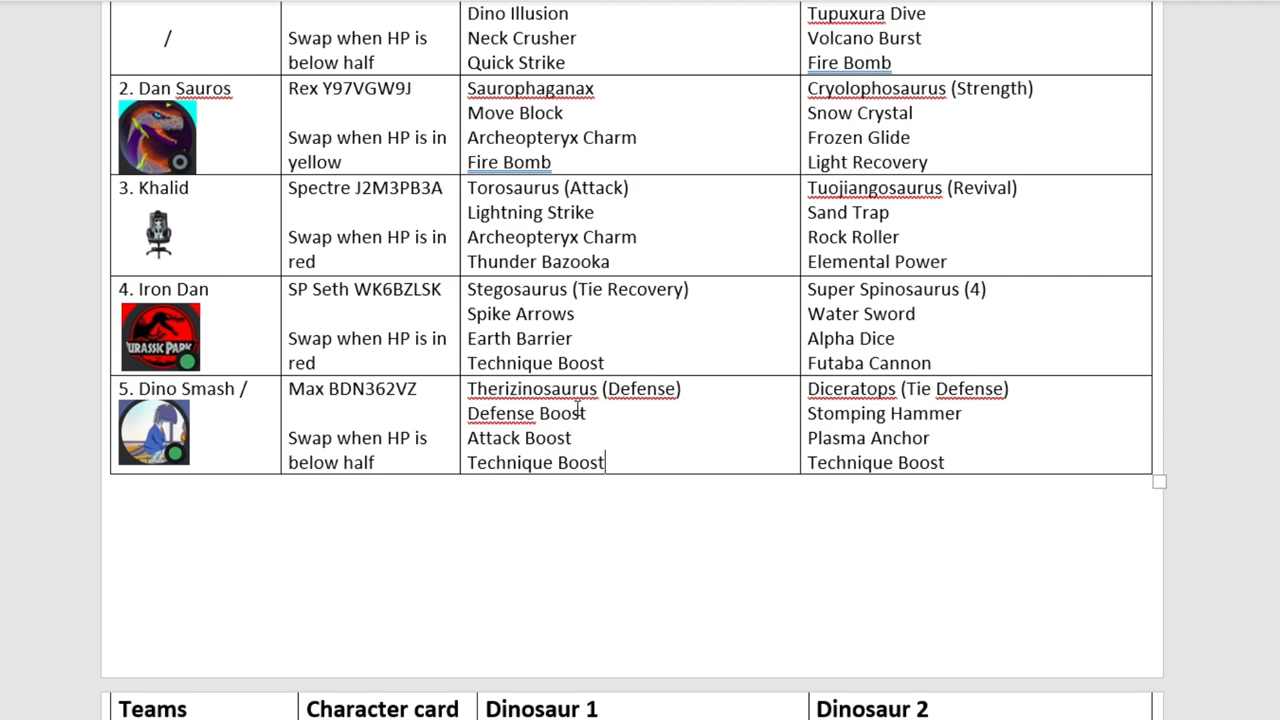 /
Swap when HP is
below half
Dino Illusion
Neck Crusher
Quick Strike
Tupuxura Dive
Volcano Burst
Fire Bomb
2. Dan Sauros
Rex Y97VGW9J
Swap when HP is in
yellow
Saurophaganax
Move Block
Archeopteryx Charm
Fire Bomb
Cryolophosaurus (Strength)
Snow Crystal
Frozen Glide
Light Recovery
3. Khalid
Spectre J2M3PB3A
Swap when HP is in
red
Torosaurus (Attack)
Lightning Strike
Archeopteryx Charm
Thunder Bazooka
Tuojiangosaurus (Revival)
Sand Trap
Rock Roller
Elemental Power
4. Iron Dan
JURASSIC PARK
SP Seth WK6BZLSK
Swap when HP is in
red
Stegosaurus (Tie Recovery)
Spike Arrows
Earth Barrier
Technique Boost
Super Spinosaurus (4)
Water Sword
Alpha Dice
Futaba Cannon
5. Dino Smash /
Max BDN362VZ
Swap when HP is
below half
Therizinosaurus (Defense)
Defense Boost
Attack Boost
Technique Boost
Diceratops (Tie Defense)
Stomping Hammer
Plasma Anchor
Technique Boost
Teams
Character card
Dinosaur 1
Dinosaur 2